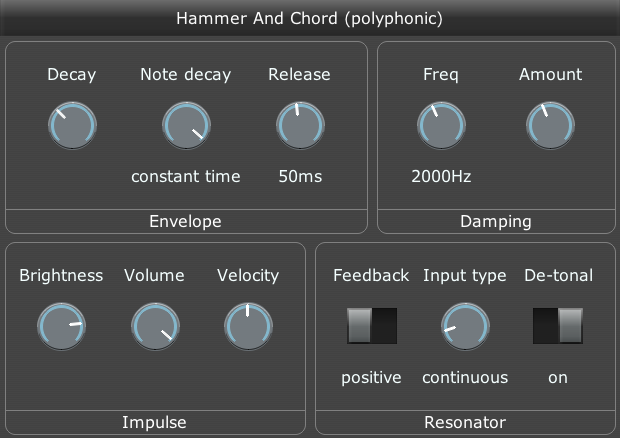 Hammer And Chord (polyphonic)
Decay Note decay Release
constant time 50ms
Envelope
Freq Amount
2000Hz
Damping
Brightness Volume Velocity
Impulse
Feedback Input type De-tonal
positive continuous on
Resonator